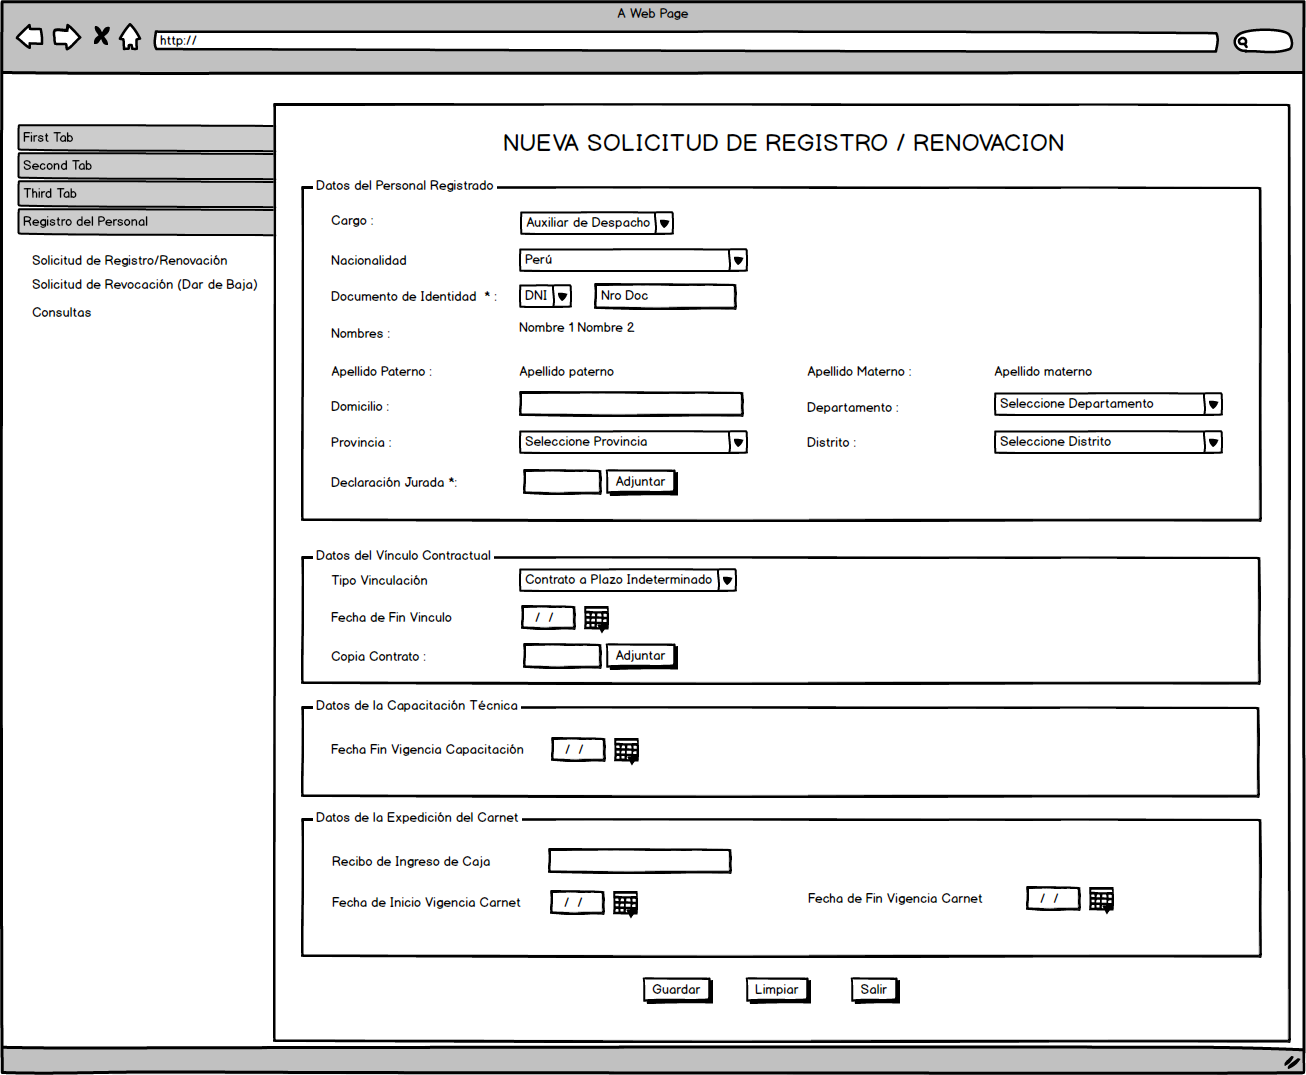 A Web Page
http://
First Tab
Second Tab
Third Tab
Registro del Personal
Solicitud de Registro/Renovación
Solicitud de Revocación (Dar de Baja)
Consultas
NUEVA SOLICITUD DE REGISTRO / RENOVACION
Datos del Personal Registrado
Cargo : Auxiliar de Despacho
Nacionalidad Perú
Documento de Identidad * : DNI Nro Doc
Nombres : Nombre 1 Nombre 2
Apellido Paterno : Apellido paterno Apellido Materno : Apellido materno
Domicilio : Departamento : Seleccione Departamento
Provincia : Seleccione Provincia Distrito : Seleccione Distrito
Declaración Jurada *: Adjuntar
Datos del Vínculo Contractual
Tipo Vinculación Contrato a Plazo Indeterminado
Fecha de Fin Vinculo / /
Copia Contrato : Adjuntar
Datos de la Capacitación Técnica
Fecha Fin Vigencia Capacitación / /
Datos de la Expedición del Carnet
Recibo de Ingreso de Caja
Fecha de Inicio Vigencia Carnet / / Fecha de Fin Vigencia Carnet / /
Guardar Limpiar Salir